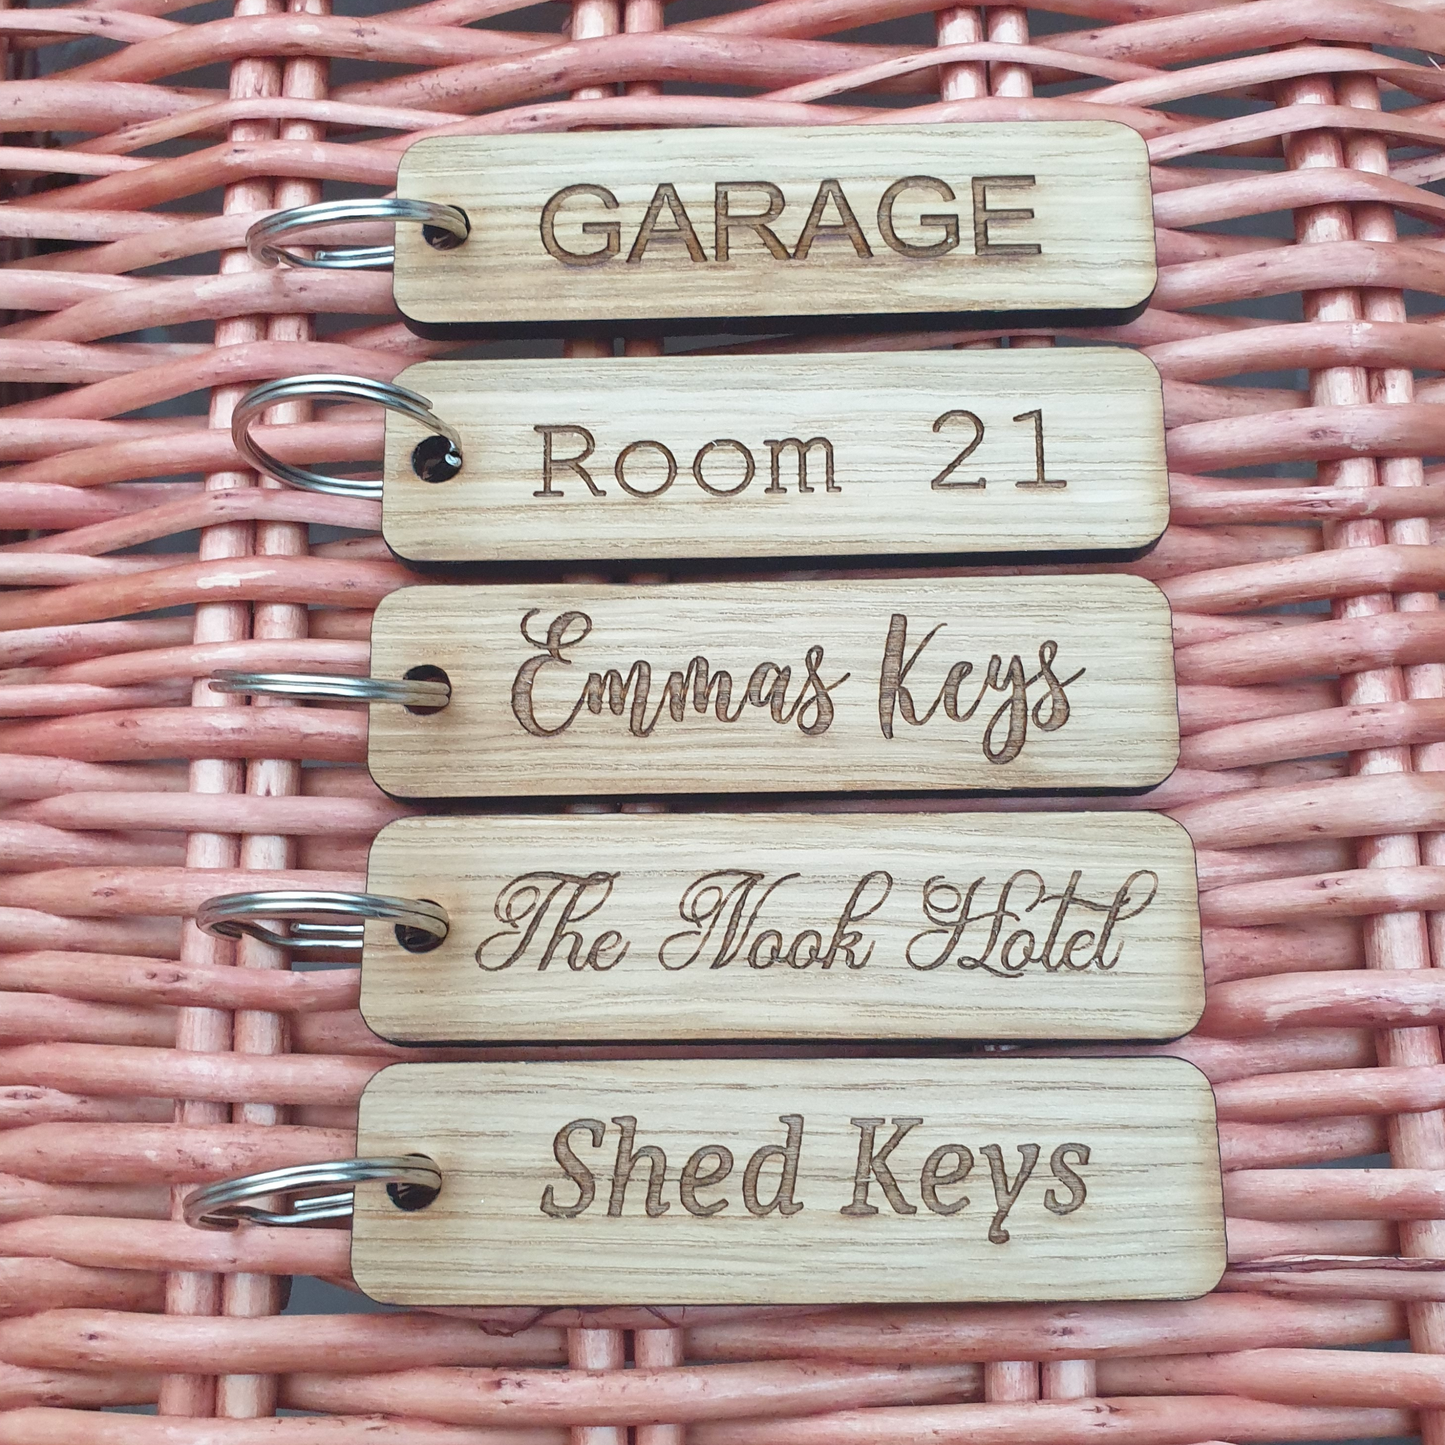 GARAGE
Room 21
Emmas Keys
The Nook Hotel
Shed Keys